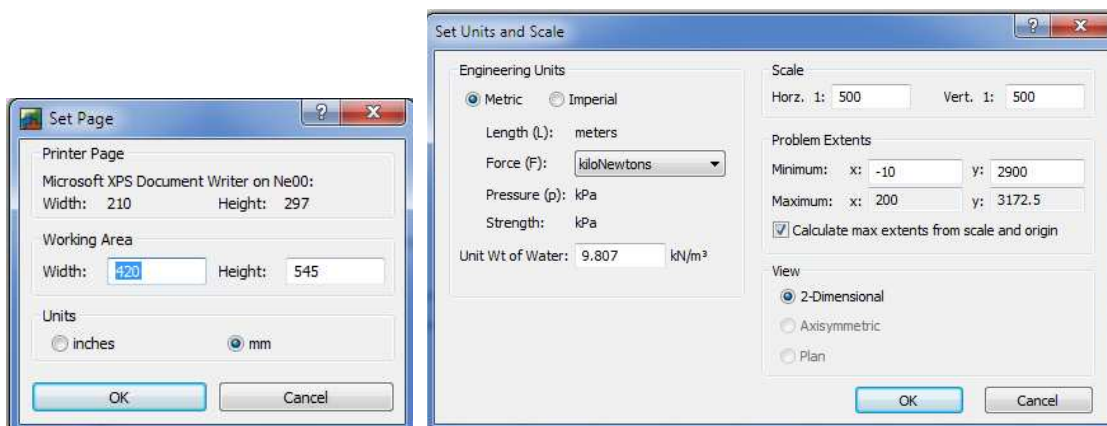 Set Page
Printer Page
Microsoft XPS Document Writer on Ne00:
Width: 210 Height: 297
Working Area
Width: 420 Height: 545
Units
inches mm
OK Cancel
Set Units and Scale
Engineering Units
Metric Imperial
Length (L): meters
Force (F): kiloNewtons
Pressure (p): kPa
Strength: kPa
Unit Wt of Water: 9.807 kN/m³
Scale
Horz. 1: 500 Vert. 1: 500
Problem Extents
Minimum: x: -10 y: 2900
Maximum: x: 200 y: 3172.5
Calculate max extents from scale and origin
View
2-Dimensional
Axisymmetric
Plan
OK Cancel